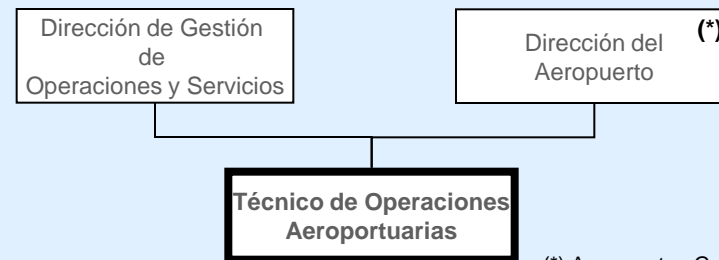 Dirección de Gestión
de
Operaciones y Servicios
(*)
Dirección del
Aeropuerto
Técnico de Operaciones
Aeroportuarias